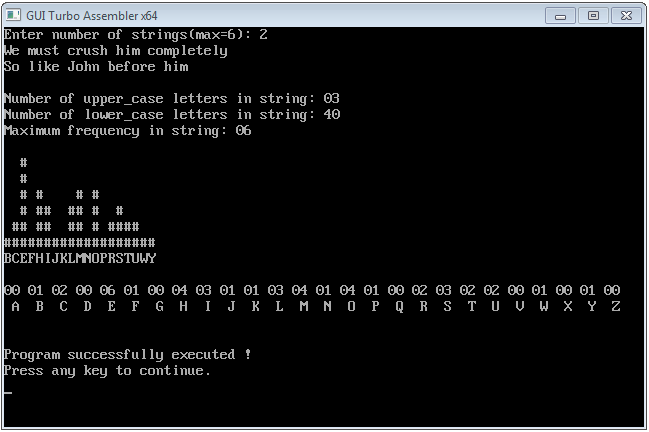 GUI Turbo Assembler x64
Enter number of strings(max=6): 2
We must crush him completely
So like John before him
Number of upper_case letters in string: 03
Number of lower_case letters in string: 40
Maximum frequency in string: 06
  #
  #
  # #    # #
  # ##  ## #  #
 ## ##  ## # ####
###################
BCEFHIJKLMNOPRSTUWY
00 01 02 00 06 01 00 04 03 01 01 03 04 01 04 01 00 02 03 02 02 00 01 00 01 00
 A  B  C  D  E  F  G  H  I  J  K  L  M  N  O  P  Q  R  S  T  U  V  W  X  Y  Z
Program successfully executed !
Press any key to continue.